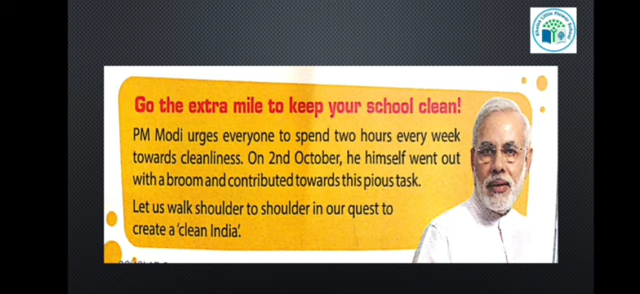 Go the extra mile to keep your school clean!
PM Modi urges everyone to spend two hours every week
towards cleanliness. On 2nd October, he himself went out
with a broom and contributed towards this pious task.
Let us walk shoulder to shoulder in our quest to
create a 'clean India'.